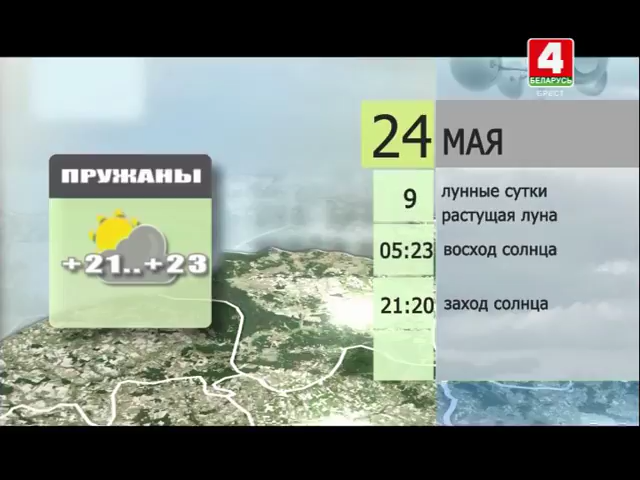 4
БЕЛАРУСЬ
БРЕСТ
24 МАЯ
ПРУЖАНЫ
+21..+23
9 лунные сутки
растущая луна
05:23 восход солнца
21:20 заход солнца